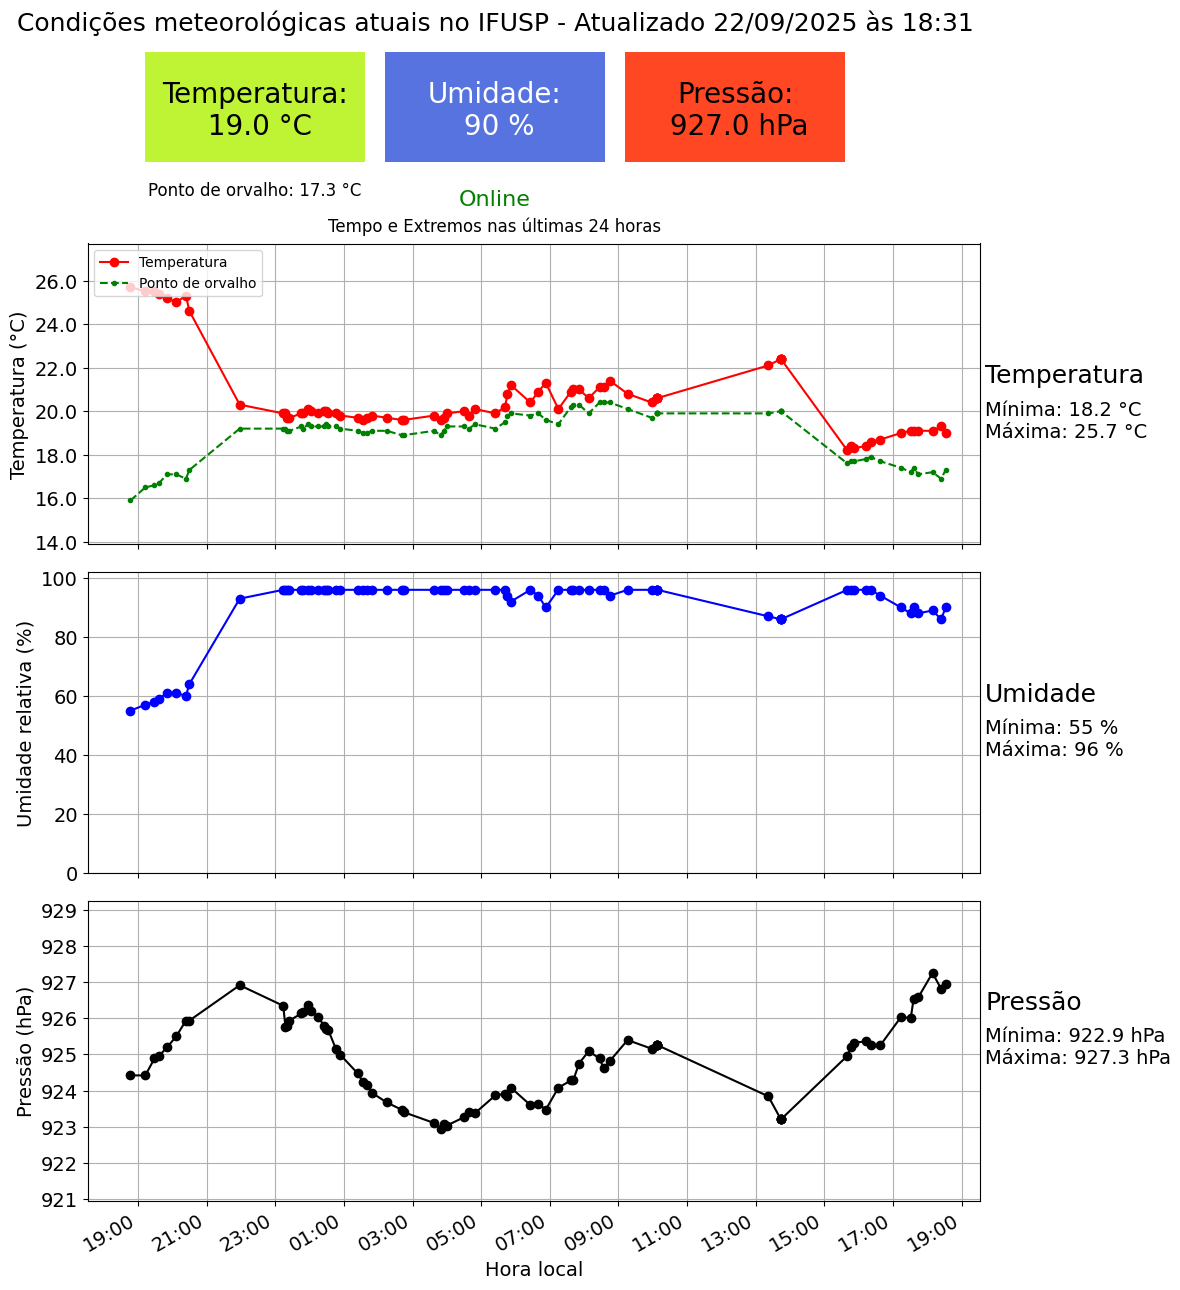 Condições meteorológicas atuais no IFUSP - Atualizado 22/09/2025 às 18:31
Temperatura:
19.0 °C
Umidade:
90 %
Pressão:
927.0 hPa
Ponto de orvalho: 17.3 °C
Online
Tempo e Extremos nas últimas 24 horas
Temperatura
Ponto de orvalho
Temperatura (°C)
26.0
24.0
22.0
20.0
18.0
16.0
14.0
Temperatura
Mínima: 18.2 °C
Máxima: 25.7 °C
Umidade relativa (%)
100
80
60
40
20
0
Umidade
Mínima: 55 %
Máxima: 96 %
Pressão (hPa)
929
928
927
926
925
924
923
922
921
Pressão
Mínima: 922.9 hPa
Máxima: 927.3 hPa
19:00
21:00
23:00
01:00
03:00
05:00
07:00
09:00
11:00
13:00
15:00
17:00
19:00
Hora local